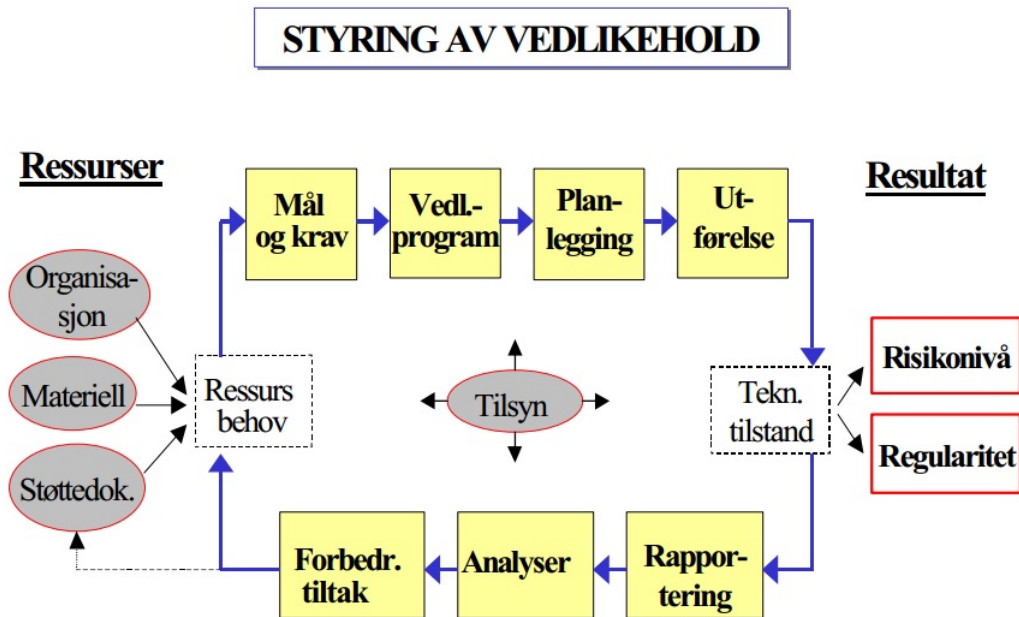 STYRING AV VEDLIKEHOLD
Ressurser
Resultat
Mål
og krav
Vedl.-
program
Plan-
legging
Ut-
førelse
Organisa-
sjon
Materiell
Støttedok.
Ressurs
behov
Tilsyn
Tekn.
tilstand
Risikonivå
Regularitet
Forbedr.
tiltak
Analyser
Rappor-
tering